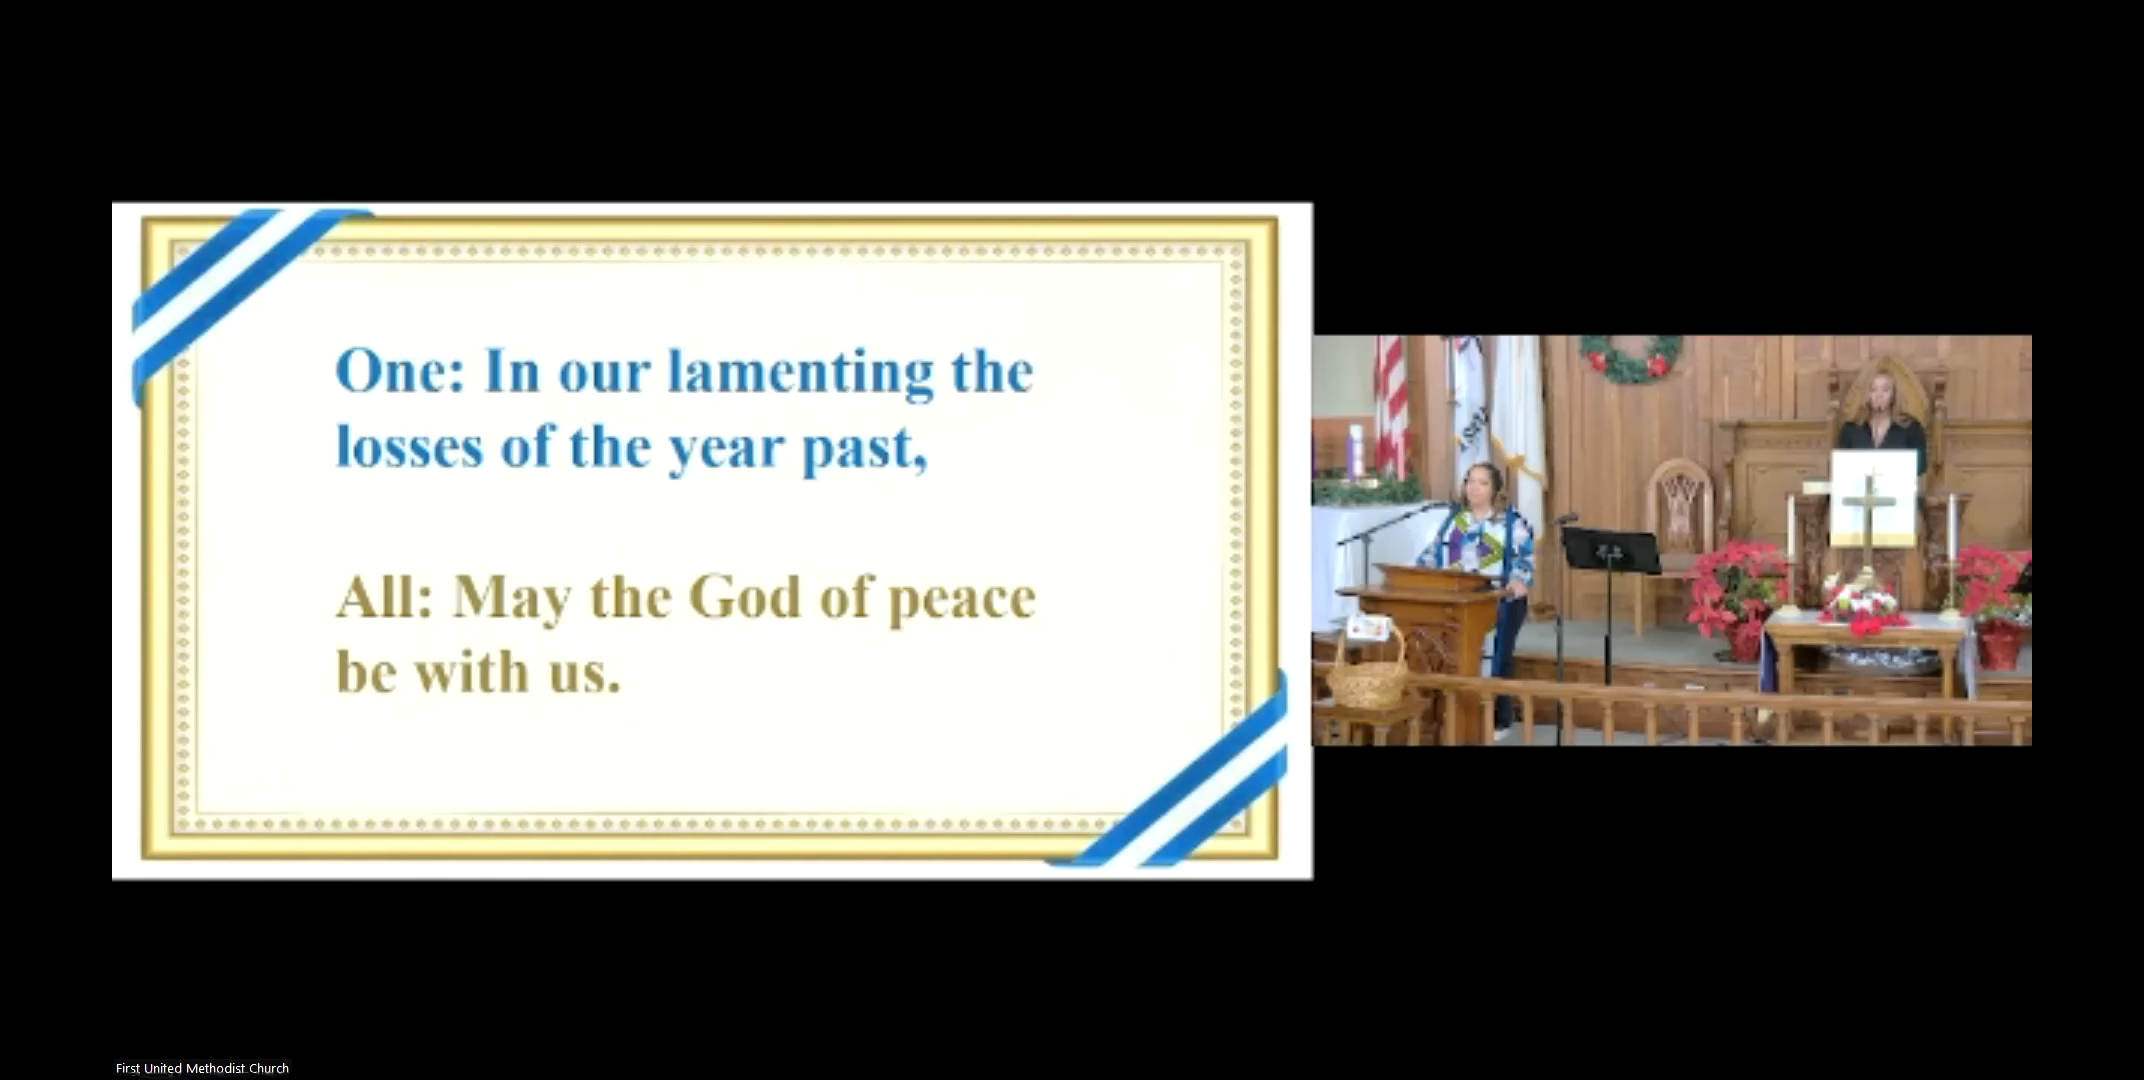 One: In our lamenting the
losses of the year past,
All: May the God of peace
be with us.
First United Methodist Church